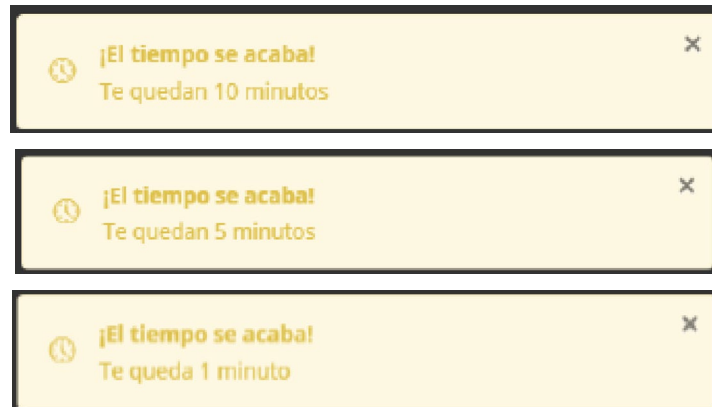 ¡El tiempo se acaba!
Te quedan 10 minutos
¡El tiempo se acaba!
Te quedan 5 minutos
¡El tiempo se acaba!
Te queda 1 minuto